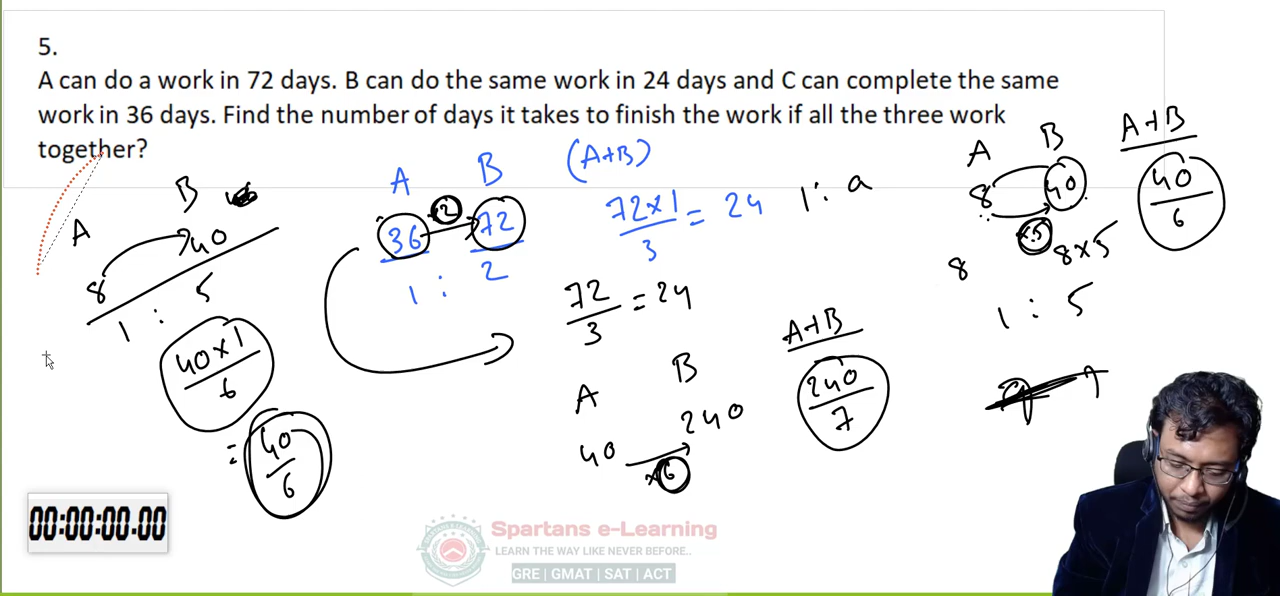 5.
A can do a work in 72 days. B can do the same work in 24 days and C can complete the same
work in 36 days. Find the number of days it takes to finish the work if all the three work
together?
A B
8 40
1 : 5
40 × 1
6
= 40
6
A B (A+B)
36 72
×2
1 : 2
72 × 1
3
= 24
1 : a
72
3
= 24
A B A+B
40 240
×6
240
7
A B A+B
8 40
×5
40
6
8 8 × 5
1 : 5
00:00:00.00
Spartans e-Learning
LEARN THE WAY LIKE NEVER BEFORE..
GRE | GMAT | SAT | ACT